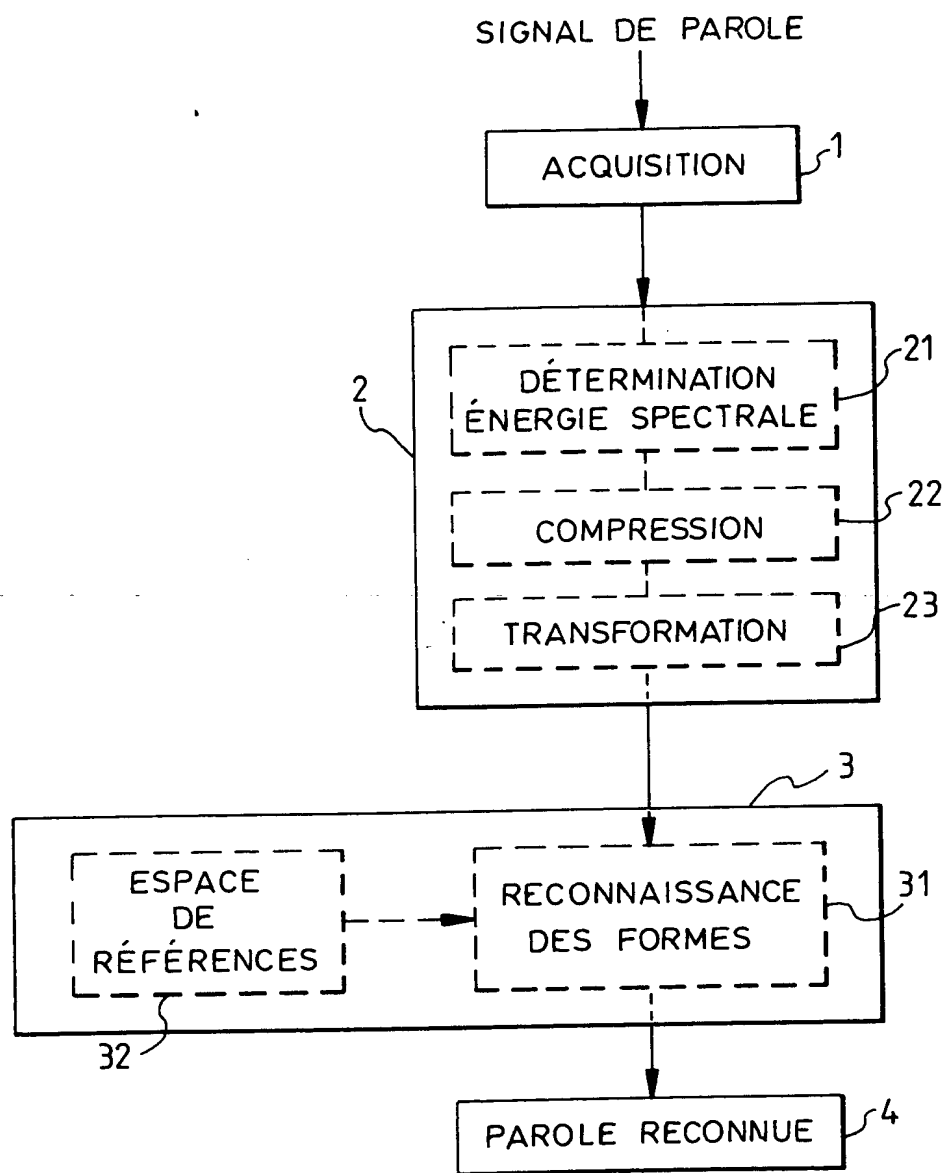 SIGNAL DE PAROLE
1
ACQUISITION
21
DÉTERMINATION
ÉNERGIE SPECTRALE
2
22
COMPRESSION
23
TRANSFORMATION
3
ESPACE
DE
RÉFÉRENCES
RECONNAISSANCE
DES FORMES
31
32
PAROLE RECONNUE
4